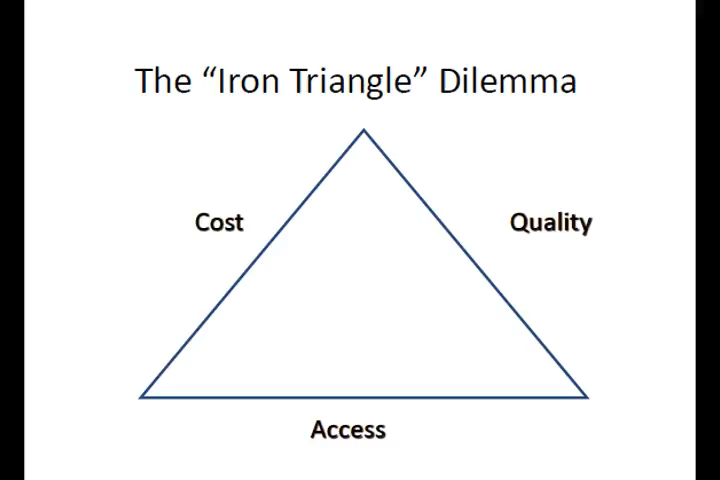 The “Iron Triangle” Dilemma
Cost
Quality
Access